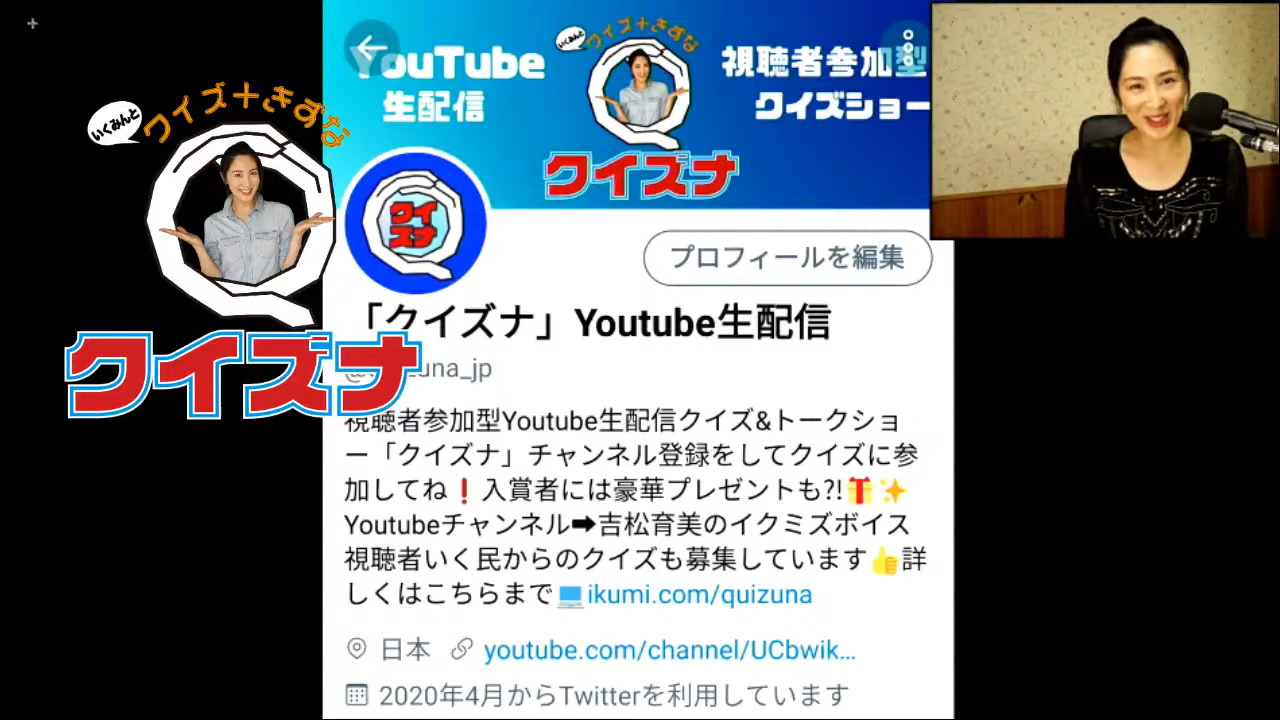 いくみんと
クイズ+きずな
クイズナ
YouTube
生配信
いくみんと
クイズ+きずな
クイズナ
視聴者参加型
クイズショー
クイズナ
プロフィールを編集
「クイズナ」Youtube生配信
una_jp
視聴者参加型Youtube生配信クイズ&トークショ
ー「クイズナ」チャンネル登録をしてクイズに参
加してね❗入賞者には豪華プレゼントも⁈🎁✨
Youtubeチャンネル➡吉松育美のイクミズボイス
視聴者いく民からのクイズも募集しています👍詳
しくはこちらまで💻ikumi.com/quizuna
日本 youtube.com/channel/UCbwik…
2020年4月からTwitterを利用しています